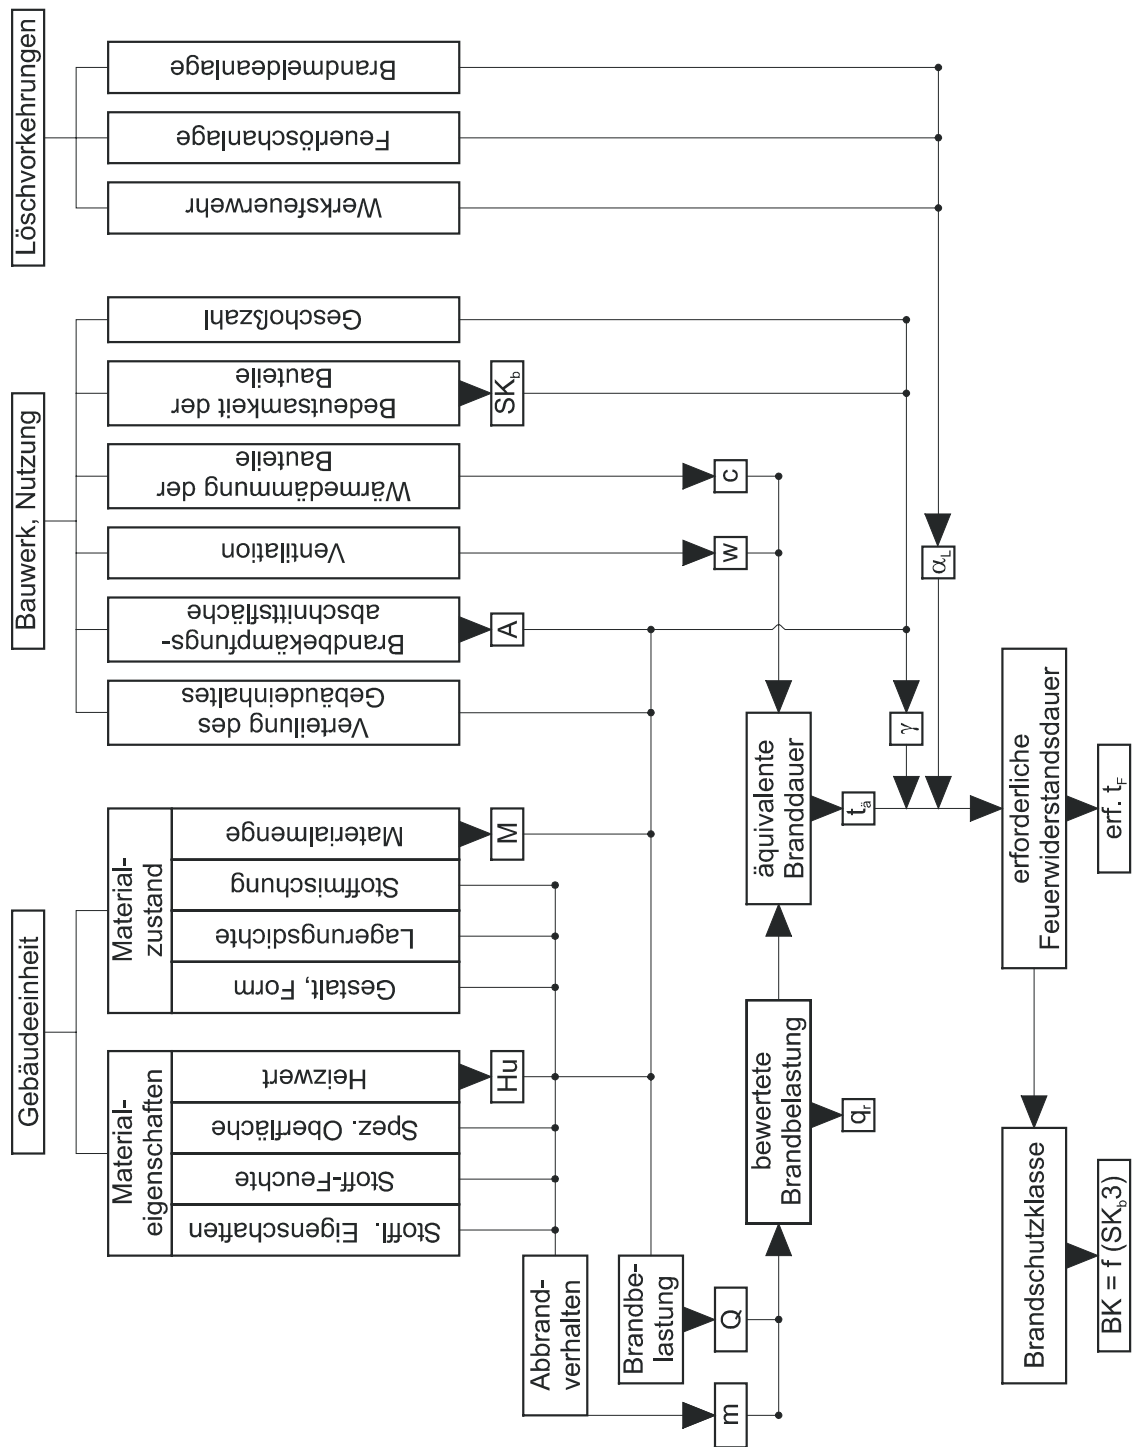 Gebäudeeinheit
Bauwerk, Nutzung
Löschvorkehrungen
Material-
eigenschaften
Material-
zustand
Stoffl. Eigenschaften
Stoff-Feuchte
Spez. Oberfläche
Heizwert
Gestalt, Form
Lagerungsdichte
Stoffmischung
Materialmenge
Verteilung des
Gebäudeinhaltes
Brandbekämpfungs-
abschnittsfläche
Ventilation
Wärmedämmung der
Bauteile
Bedeutsamkeit der
Bauteile
Geschoßzahl
Werksfeuerwehr
Feuerlöschanlage
Brandmeldeanlage
Hu
M
A
SKb
Abbrand-
verhalten
Brandbe-
lastung
m
Q
w
c
bewertete
Brandbelastung
äquivalente
Branddauer
qr
tä
γ
αL
Brandschutzklasse
erforderliche
Feuerwiderstandsdauer
BK = f (SKb3)
erf. tF